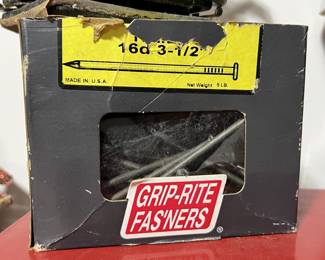 16d 3-1/2"
MADE IN U.S.A.
Net Weight: 5 LB.
GRIP-RITE
FAS'NERS
®